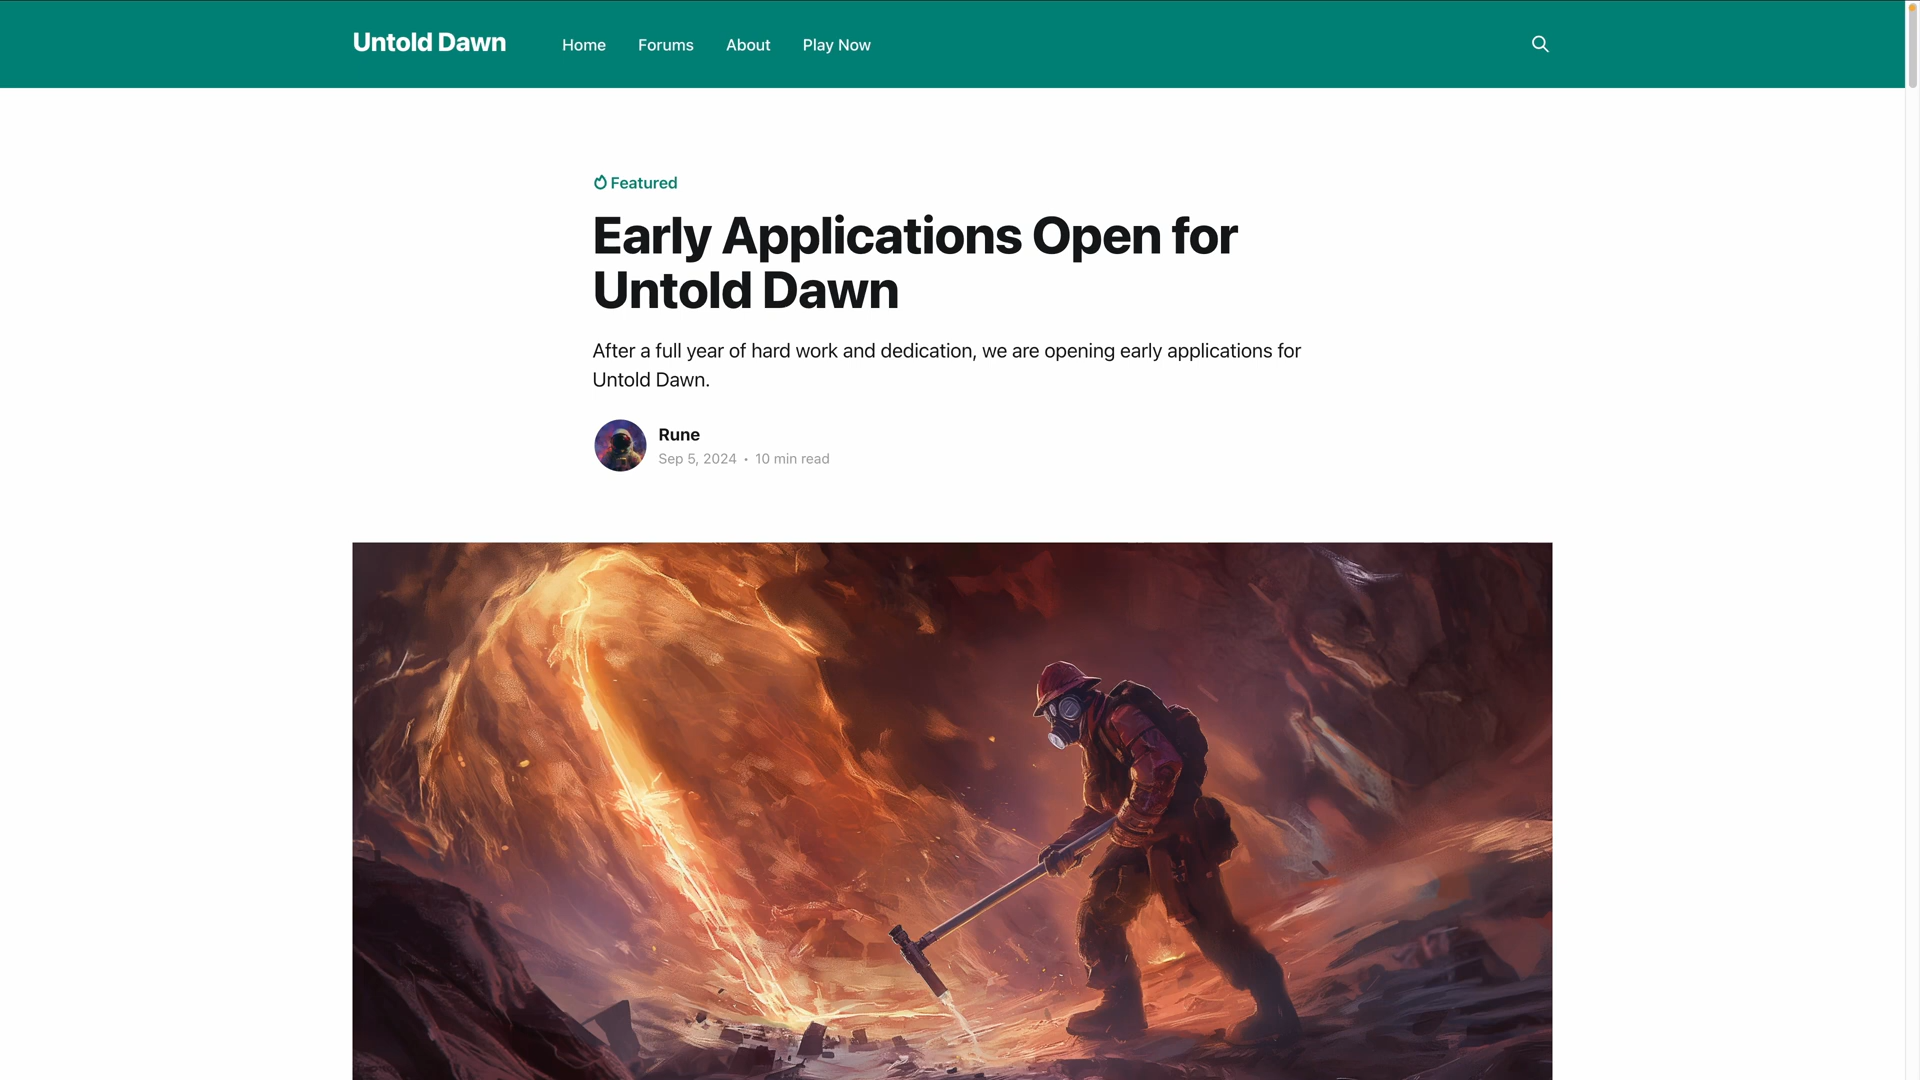 Untold Dawn
Home
Forums
About
Play Now
Featured
Early Applications Open for
Untold Dawn
After a full year of hard work and dedication, we are opening early applications for
Untold Dawn.
Rune
Sep 5, 2024 • 10 min read